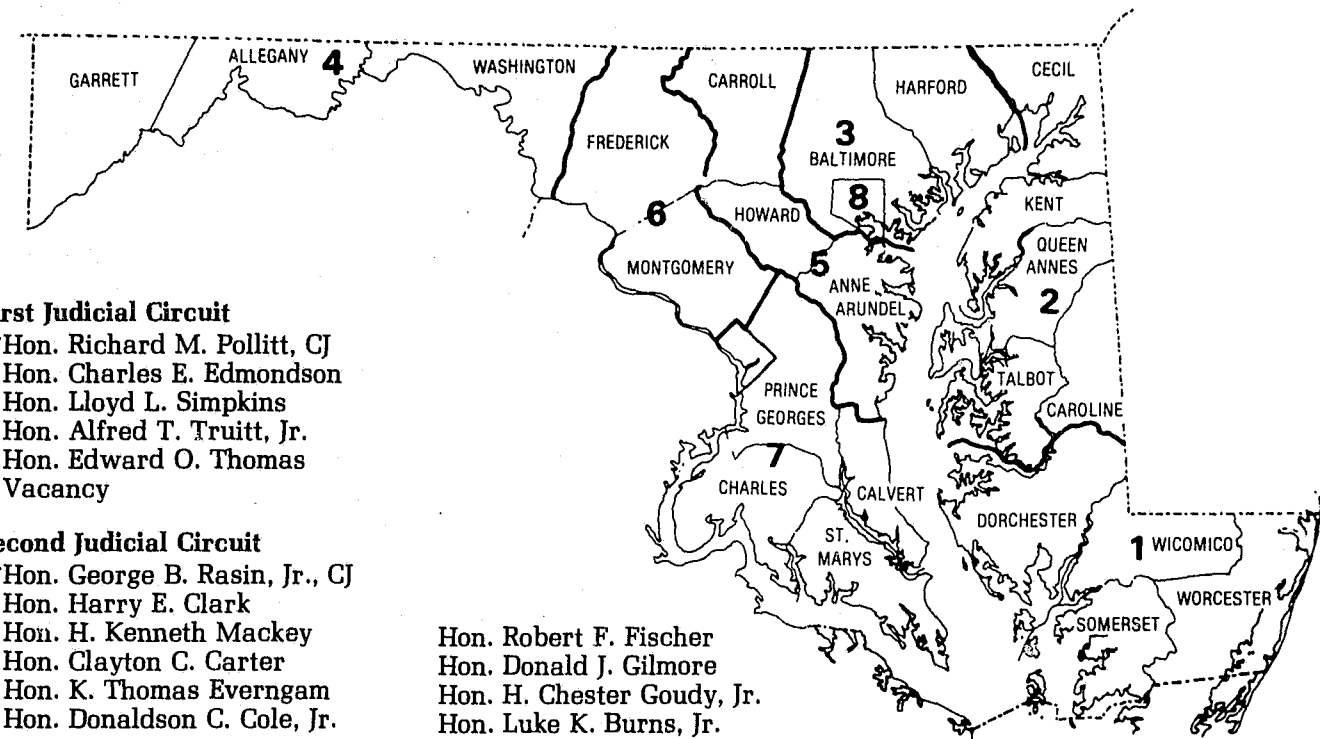 GARRETT
ALLEGANY
4
WASHINGTON
FREDERICK
CARROLL
3
BALTIMORE
8
HARFORD
CECIL
KENT
QUEEN
ANNES
2
TALBOT
CAROLINE
6
MONTGOMERY
HOWARD
5
ANNE
ARUNDEL
PRINCE
GEORGES
7
CHARLES
CALVERT
ST.
MARYS
DORCHESTER
1 WICOMICO
SOMERSET
WORCESTER
rst Judicial Circuit
Hon. Richard M. Pollitt, CJ
Hon. Charles E. Edmondson
Hon. Lloyd L. Simpkins
Hon. Alfred T. Truitt, Jr.
Hon. Edward O. Thomas
Vacancy
econd Judicial Circuit
Hon. George B. Rasin, Jr., CJ
Hon. Harry E. Clark
Hon. H. Kenneth Mackey
Hon. Clayton C. Carter
Hon. K. Thomas Everngam
Hon. Donaldson C. Cole, Jr.
Hon. Robert F. Fischer
Hon. Donald J. Gilmore
Hon. H. Chester Goudy, Jr.
Hon. Luke K. Burns, Jr.